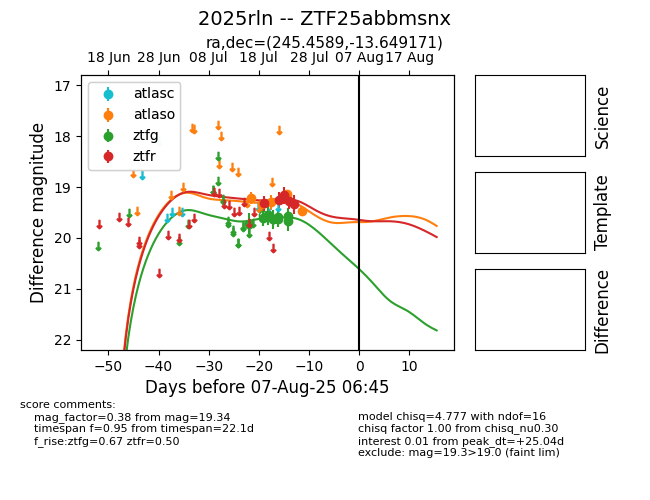 2025rln -- ZTF25abbmsnx
ra,dec=(245.4589,-13.649171)
18 Jun 28 Jun 08 Jul 18 Jul 28 Jul 07 Aug 17 Aug
17
18
19
20
21
22
Difference magnitude
atlasc
atlaso
ztfg
ztfr
−50 −40 −30 −20 −10 0 10
Days before 07-Aug-25 06:45
Science
Template
Difference
score comments:
mag_factor=0.38 from mag=19.34
timespan f=0.95 from timespan=22.1d
f_rise:ztfg=0.67 ztfr=0.50
model chisq=4.777 with ndof=16
chisq factor 1.00 from chisq_nu0.30
interest 0.01 from peak_dt=+25.04d
exclude: mag=19.3>19.0 (faint lim)